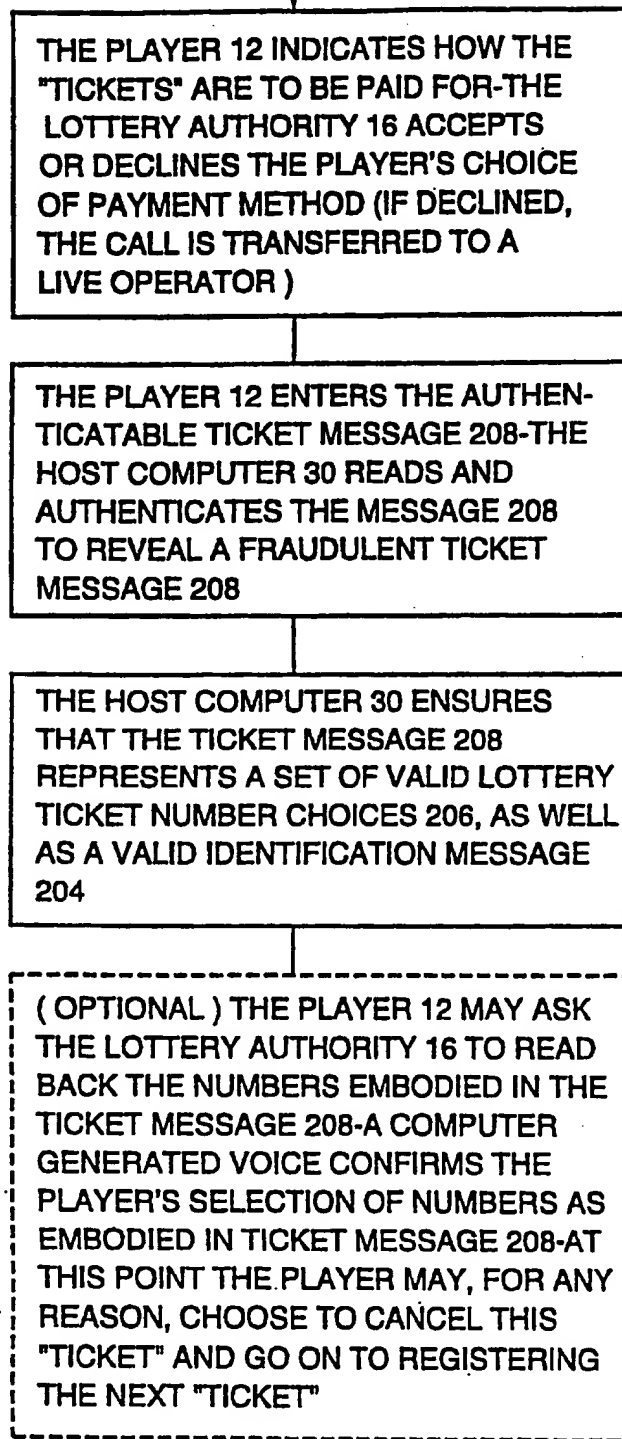 THE PLAYER 12 INDICATES HOW THE
"TICKETS" ARE TO BE PAID FOR-THE
LOTTERY AUTHORITY 16 ACCEPTS
OR DECLINES THE PLAYER'S CHOICE
OF PAYMENT METHOD (IF DECLINED,
THE CALL IS TRANSFERRED TO A
LIVE OPERATOR )
THE PLAYER 12 ENTERS THE AUTHEN-
TICATABLE TICKET MESSAGE 208-THE
HOST COMPUTER 30 READS AND
AUTHENTICATES THE MESSAGE 208
TO REVEAL A FRAUDULENT TICKET
MESSAGE 208
THE HOST COMPUTER 30 ENSURES
THAT THE TICKET MESSAGE 208
REPRESENTS A SET OF VALID LOTTERY
TICKET NUMBER CHOICES 206, AS WELL
AS A VALID IDENTIFICATION MESSAGE
204
( OPTIONAL ) THE PLAYER 12 MAY ASK
THE LOTTERY AUTHORITY 16 TO READ
BACK THE NUMBERS EMBODIED IN THE
TICKET MESSAGE 208-A COMPUTER
GENERATED VOICE CONFIRMS THE
PLAYER'S SELECTION OF NUMBERS AS
EMBODIED IN TICKET MESSAGE 208-AT
THIS POINT THE PLAYER MAY, FOR ANY
REASON, CHOOSE TO CANCEL THIS
"TICKET" AND GO ON TO REGISTERING
THE NEXT "TICKET"